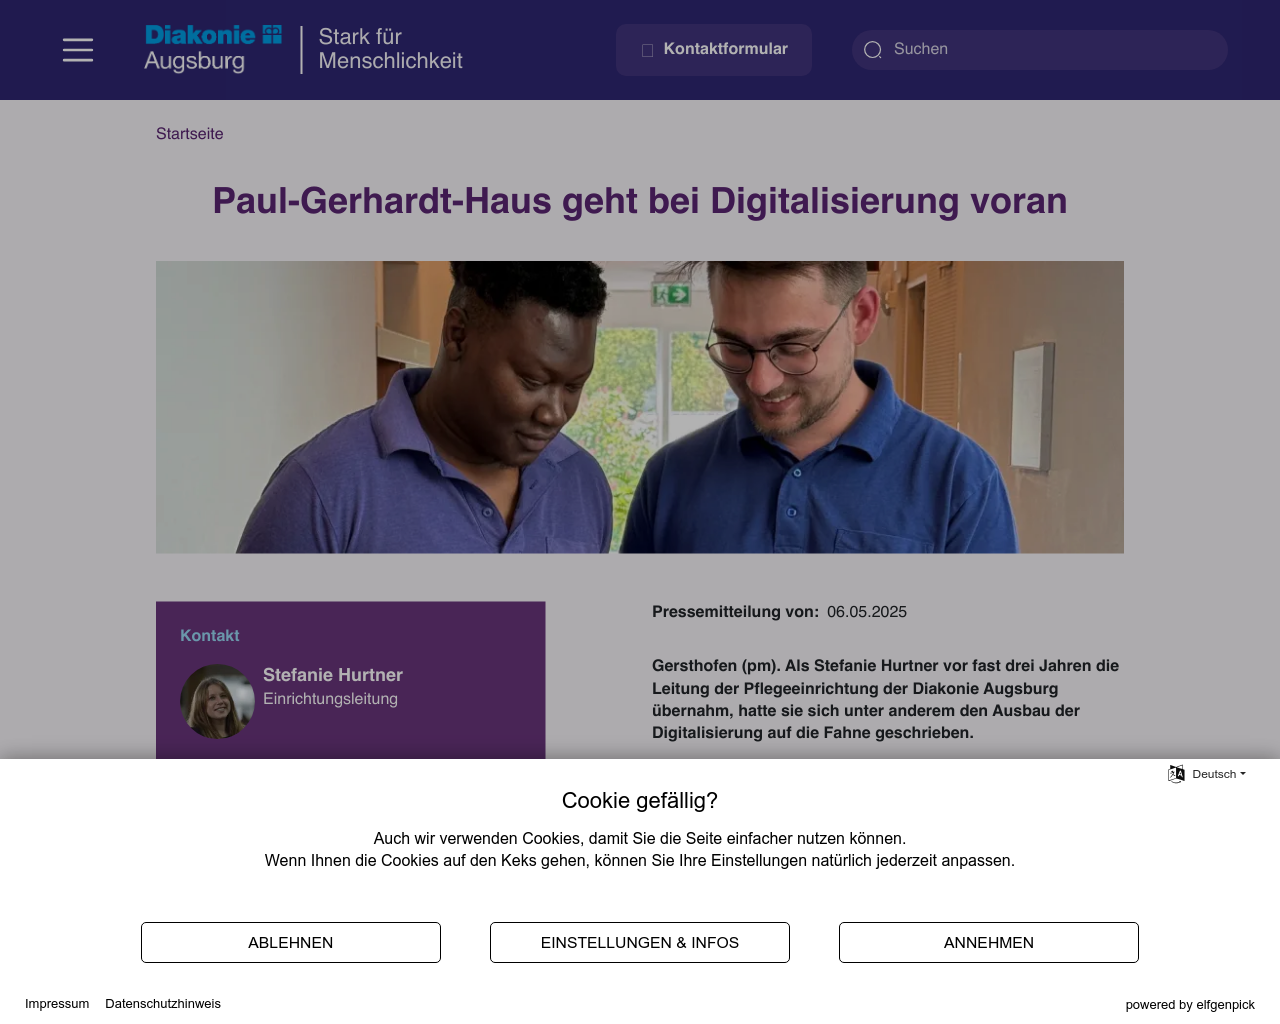 Diakonie
Augsburg
Stark für
Menschlichkeit
Kontaktformular
Suchen
Startseite
Paul-Gerhardt-Haus geht bei Digitalisierung voran
Kontakt
Stefanie Hurtner
Einrichtungsleitung
Pressemitteilung von: 06.05.2025
Gersthofen (pm). Als Stefanie Hurtner vor fast drei Jahren die
Leitung der Pflegeeinrichtung der Diakonie Augsburg
übernahm, hatte sie sich unter anderem den Ausbau der
Digitalisierung auf die Fahne geschrieben.
Deutsch
Cookie gefällig?
Auch wir verwenden Cookies, damit Sie die Seite einfacher nutzen können.
Wenn Ihnen die Cookies auf den Keks gehen, können Sie Ihre Einstellungen natürlich jederzeit anpassen.
ABLEHNEN
EINSTELLUNGEN & INFOS
ANNEHMEN
Impressum
Datenschutzhinweis
powered by elfgenpick